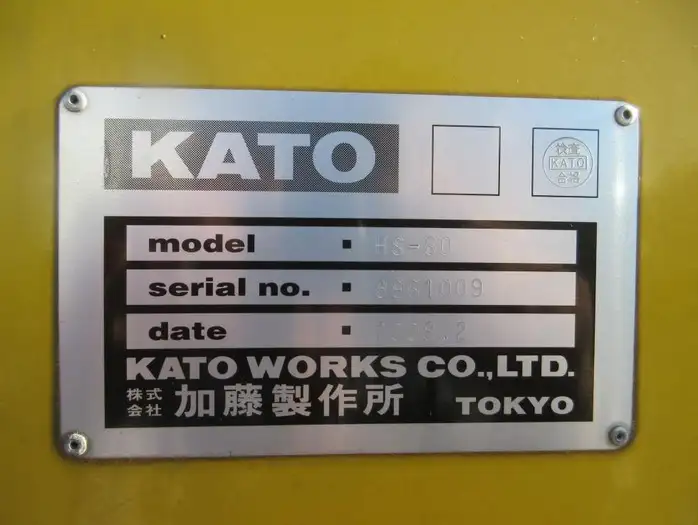 KATO
検査
KATO
合格
model ▪
serial no. ▪
date ▪
KATO WORKS CO.,LTD.
株式会社 加藤製作所 TOKYO